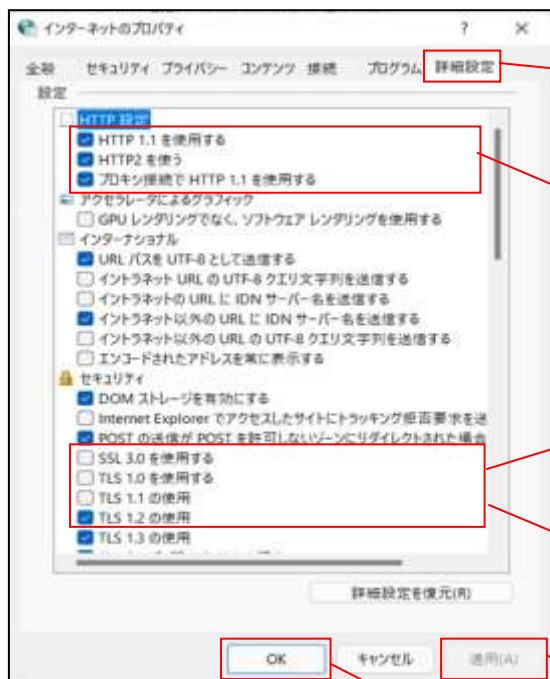 インターネットのプロパティ ? ×
全般 セキュリティ プライバシー コンテンツ 接続 プログラム 詳細設定
設定
HTTP 設定
HTTP 1.1 を使用する
HTTP2 を使う
プロキシ接続で HTTP 1.1 を使用する
アクセラレータによるグラフィック
GPU レンダリングでなく、ソフトウェア レンダリングを使用する
インターナショナル
URL パスを UTF-8 として送信する
イントラネット URL の UTF-8 クエリ文字列を送信する
イントラネットの URL に IDN サーバー名を送信する
イントラネット以外の URL に IDN サーバー名を送信する
イントラネット以外の URL の UTF-8 クエリ文字列を送信する
エンコードされたアドレスを常に表示する
セキュリティ
DOM ストレージを有効にする
Internet Explorer でアクセスしたサイトにトラッキング拒否要求を送
POST の送信が POST を許可しないゾーンにリダイレクトされた場合
SSL 3.0 を使用する
TLS 1.0 を使用する
TLS 1.1 の使用
TLS 1.2 の使用
TLS 1.3 の使用
詳細設定を復元(R)
OK キャンセル 適用(A)